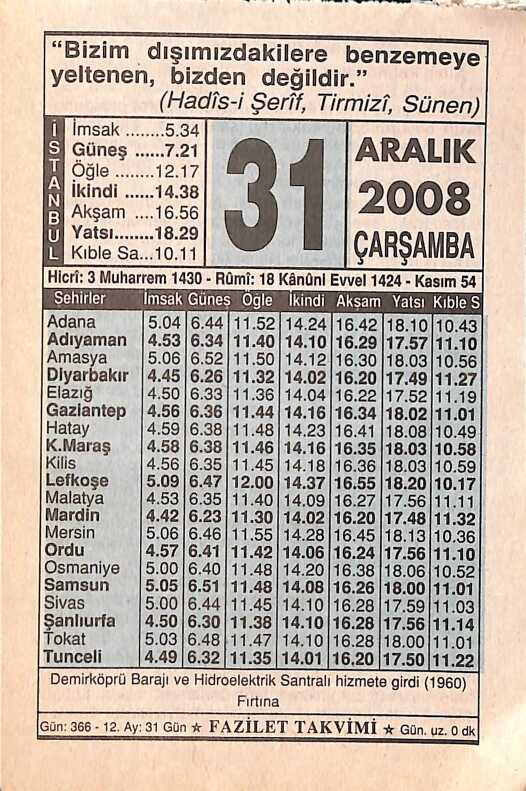 “Bizim dışımızdakilere benzemeye
yeltenen, bizden değildir.”
(Hadîs-i Şerîf, Tirmizî, Sünen)
İSTANBUL
İmsak .......5.34
Güneş ......7.21
Öğle ........12.17
İkindi ......14.38
Akşam ....16.56
Yatsı........18.29
Kıble Sa...10.11
31
ARALIK
2008
ÇARŞAMBA
Hicrî: 3 Muharrem 1430 - Rûmî: 18 Kânûnî Evvel 1424 - Kasım 54
Şehirler İmsak Güneş Öğle İkindi Akşam Yatsı Kıble S
Adana 5.04 6.44 11.52 14.24 16.42 18.10 10.43
Adıyaman 4.53 6.34 11.40 14.10 16.29 17.57 11.10
Amasya 5.06 6.52 11.50 14.12 16.30 18.03 10.56
Diyarbakır 4.45 6.26 11.32 14.02 16.20 17.49 11.27
Elazığ 4.50 6.33 11.36 14.04 16.22 17.52 11.19
Gaziantep 4.56 6.36 11.44 14.16 16.34 18.02 11.01
Hatay 4.59 6.38 11.48 14.23 16.41 18.08 10.49
K.Maraş 4.58 6.38 11.46 14.16 16.35 18.03 10.58
Kilis 4.56 6.35 11.45 14.18 16.36 18.03 10.59
Lefkoşe 5.09 6.47 12.00 14.37 16.55 18.20 10.17
Malatya 4.53 6.35 11.40 14.09 16.27 17.56 11.11
Mardin 4.42 6.23 11.30 14.02 16.20 17.48 11.32
Mersin 5.06 6.46 11.55 14.28 16.45 18.13 10.36
Ordu 4.57 6.41 11.42 14.06 16.24 17.56 11.10
Osmaniye 5.00 6.40 11.48 14.20 16.38 18.06 10.52
Samsun 5.05 6.51 11.48 14.08 16.26 18.00 11.01
Sivas 5.00 6.44 11.45 14.10 16.28 17.59 11.03
Şanlıurfa 4.50 6.30 11.38 14.10 16.28 17.56 11.14
Tokat 5.03 6.48 11.47 14.10 16.28 18.00 11.01
Tunceli 4.49 6.32 11.35 14.01 16.20 17.50 11.22
Demirköprü Barajı ve Hidroelektrik Santralı hizmete girdi (1960)
Fırtına
Gün: 366 - 12. Ay: 31 Gün ☆ FAZİLET TAKVİMİ ☆ Gün. uz. 0 dk